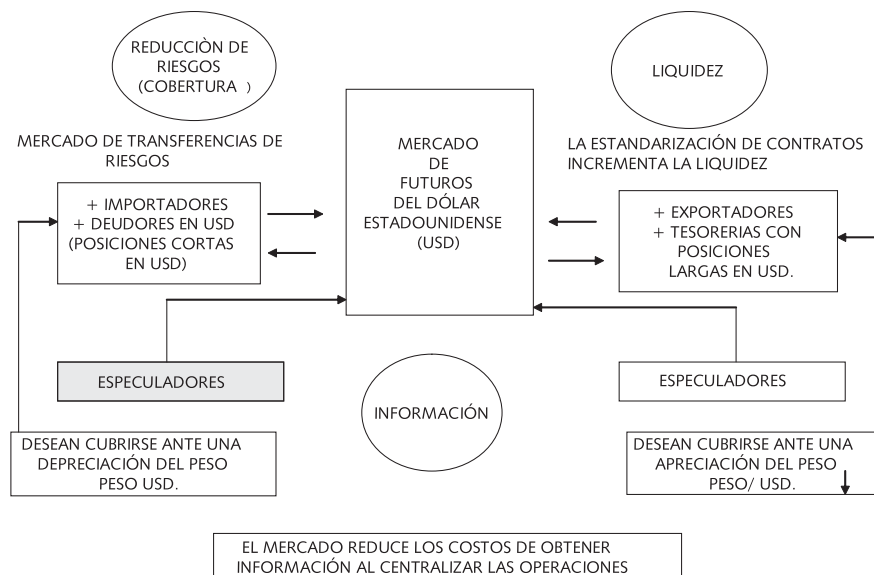 REDUCCIÒN DE
RIESGOS
(COBERTURA )
LIQUIDEZ
MERCADO DE TRANSFERENCIAS DE
RIESGOS
MERCADO
DE
FUTUROS
DEL DÓLAR
ESTADOUNIDENSE
(USD)
LA ESTANDARIZACIÓN DE CONTRATOS
INCREMENTA LA LIQUIDEZ
+ IMPORTADORES
+ DEUDORES EN USD
(POSICIONES CORTAS
EN USD)
+ EXPORTADORES
+ TESORERIAS CON
POSICIONES
LARGAS EN USD.
ESPECULADORES
INFORMACIÓN
ESPECULADORES
DESEAN CUBRIRSE ANTE UNA
DEPRECIACIÓN DEL PESO
PESO USD.
DESEAN CUBRIRSE ANTE UNA
APRECIACIÓN DEL PESO
PESO/ USD.
EL MERCADO REDUCE LOS COSTOS DE OBTENER
INFORMACIÓN AL CENTRALIZAR LAS OPERACIONES